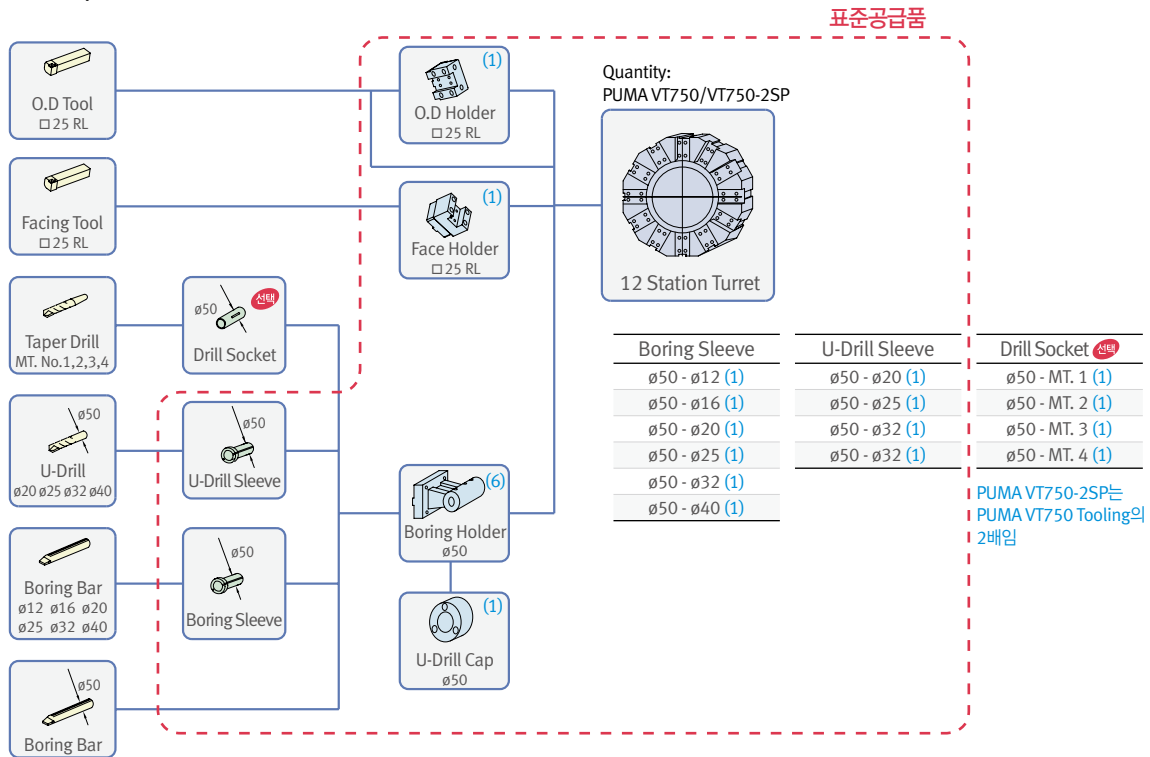 표준공급품
O.D Tool
□ 25 RL
(1)
O.D Holder
□ 25 RL
Quantity:
PUMA VT750/VT750-2SP
12 Station Turret
Facing Tool
□ 25 RL
(1)
Face Holder
□ 25 RL
Taper Drill
MT. No.1,2,3,4
ø50
선택
Drill Socket
ø50
U-Drill
ø20 ø25 ø32 ø40
ø50
U-Drill Sleeve
Boring Bar
ø12 ø16 ø20
ø25 ø32 ø40
ø50
Boring Sleeve
ø50
Boring Bar
(6)
Boring Holder
ø50
(1)
U-Drill Cap
ø50
Boring Sleeve
ø50 - ø12 (1)
ø50 - ø16 (1)
ø50 - ø20 (1)
ø50 - ø25 (1)
ø50 - ø32 (1)
ø50 - ø40 (1)
U-Drill Sleeve
ø50 - ø20 (1)
ø50 - ø25 (1)
ø50 - ø32 (1)
ø50 - ø32 (1)
Drill Socket 선택
ø50 - MT. 1 (1)
ø50 - MT. 2 (1)
ø50 - MT. 3 (1)
ø50 - MT. 4 (1)
PUMA VT750-2SP는
PUMA VT750 Tooling의
2배임